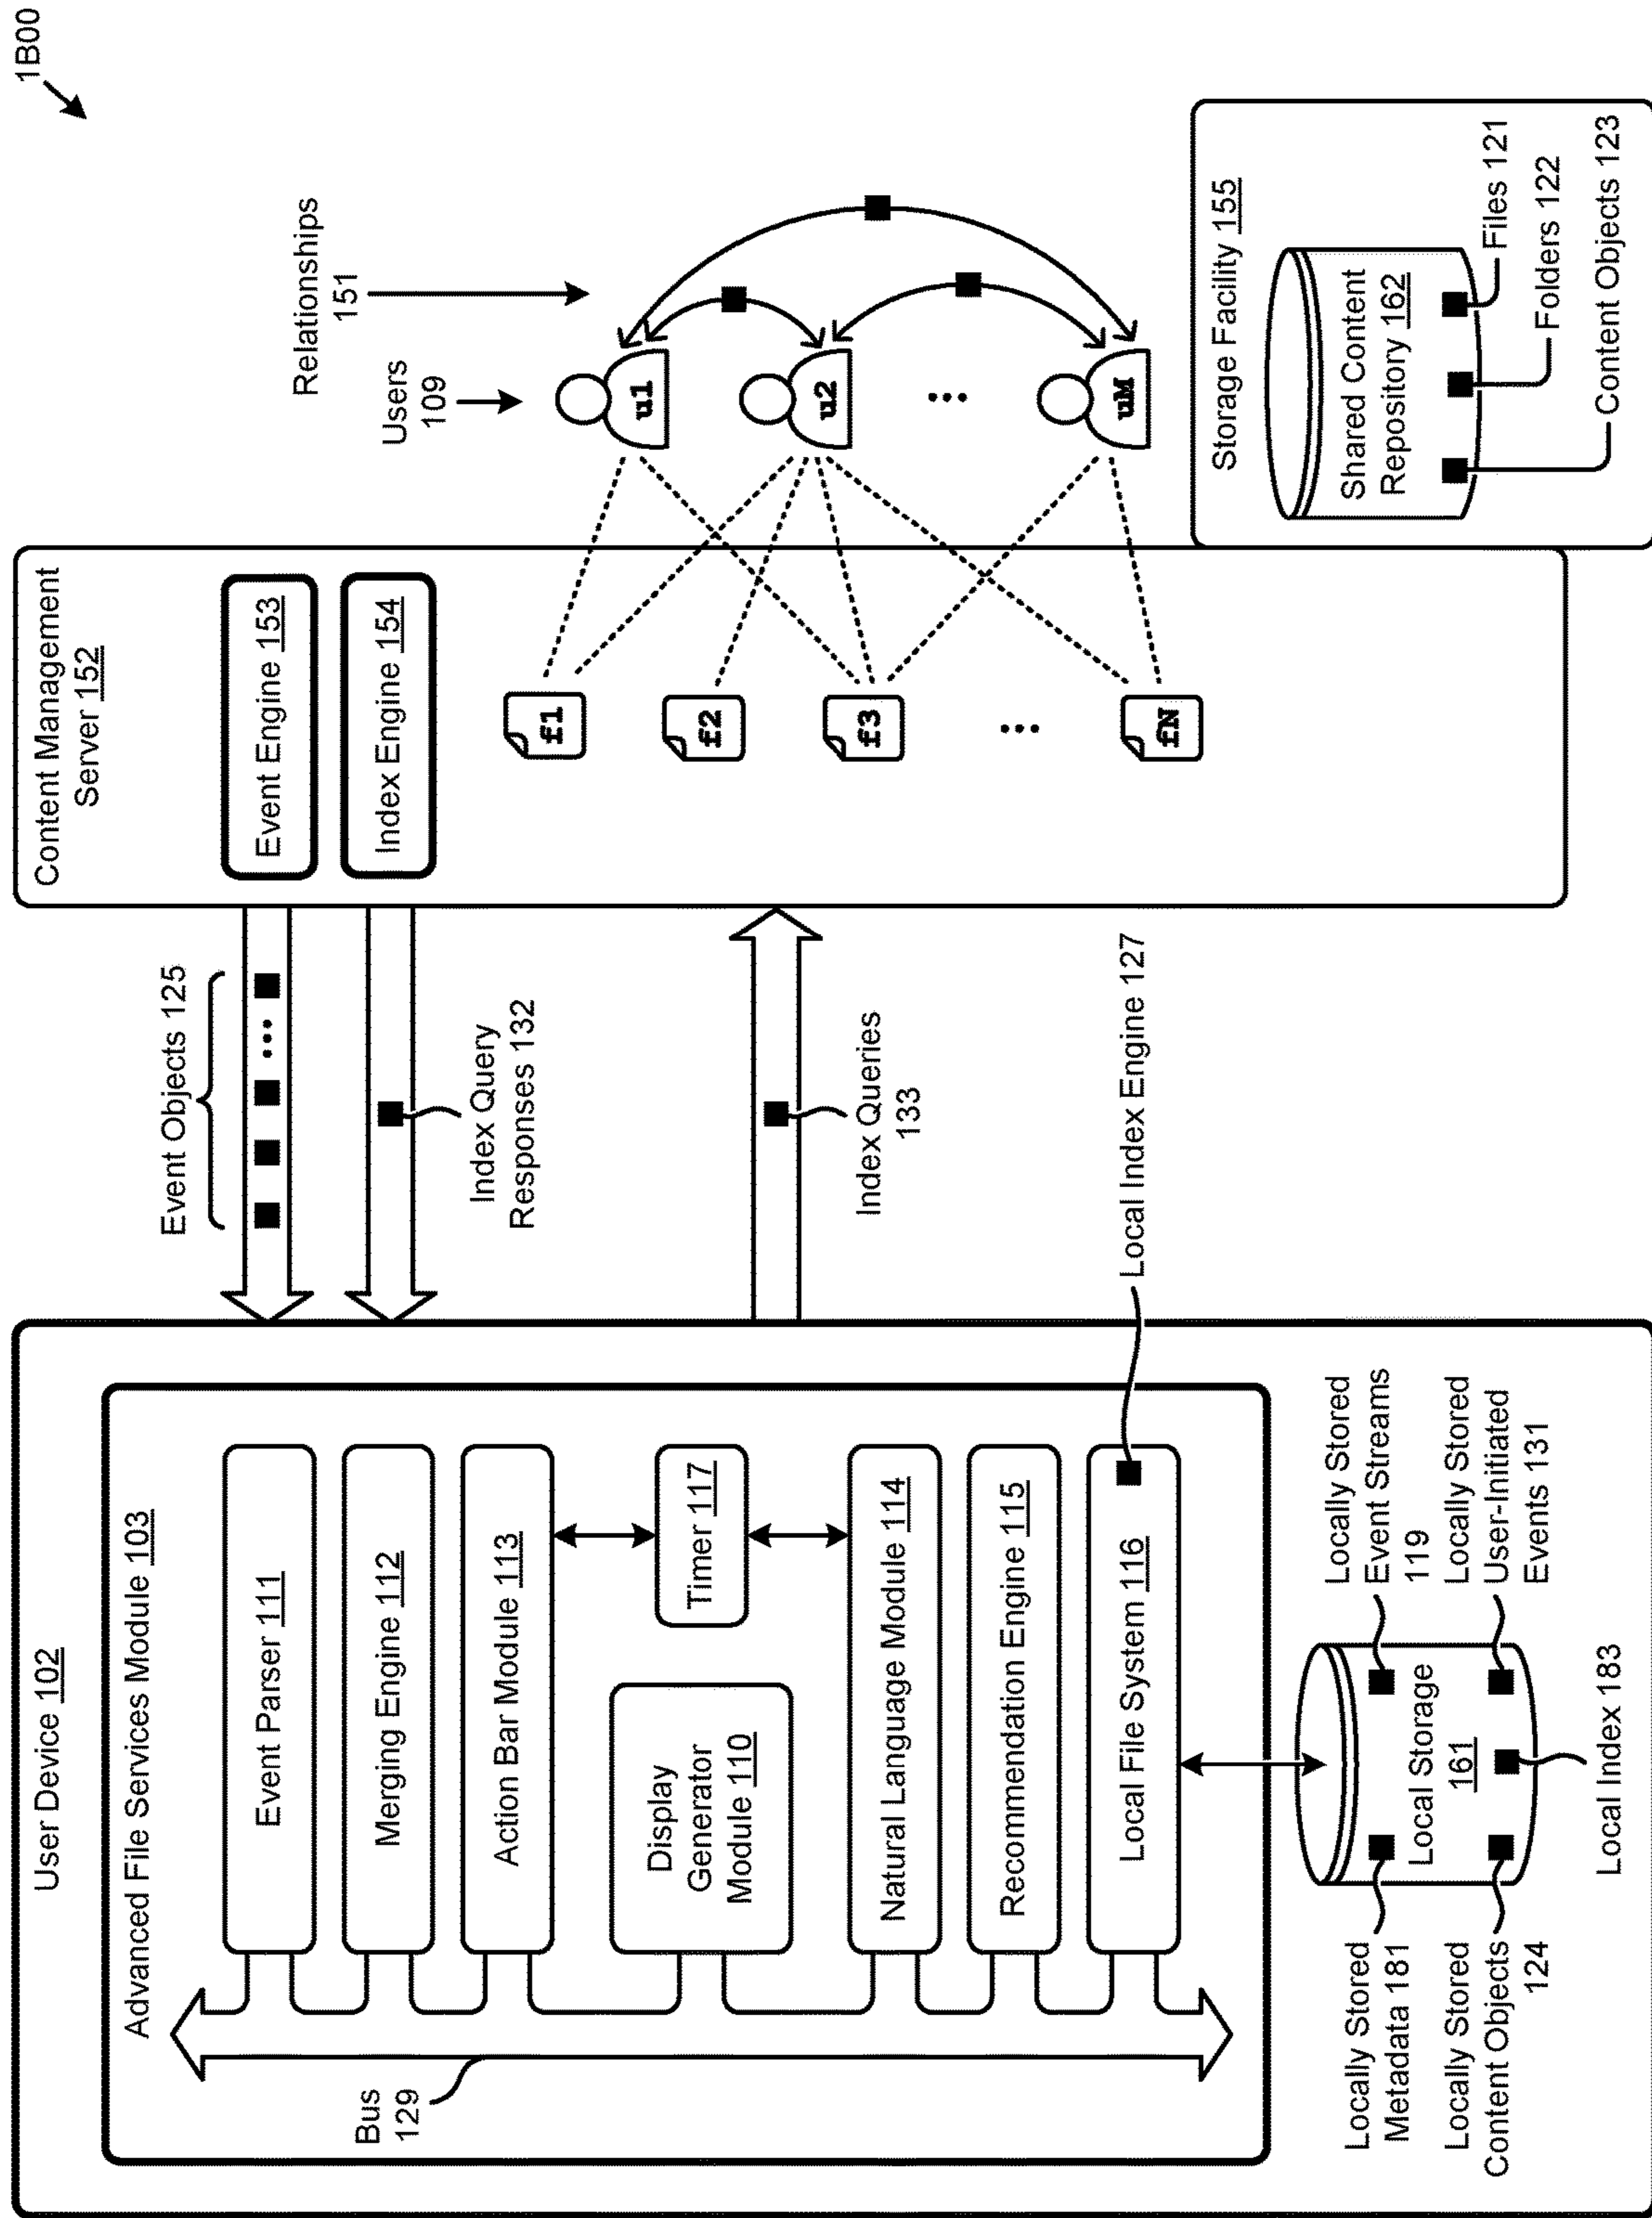 1B00
User Device 102
Advanced File Services Module 103
Bus
129
Event Parser 111
Merging Engine 112
Action Bar Module 113
Display
Generator
Module 110
Timer 117
Natural Language Module 114
Recommendation Engine 115
Local File System 116
Local Index Engine 127
Locally Stored
Metadata 181
Locally Stored
Content Objects
124
Local Storage
161
Locally Stored
Event Streams
119
Locally Stored
User-Initiated
Events 131
Local Index 183
Event Objects 125
Index Query
Responses 132
Index Queries
133
Content Management
Server 152
Event Engine 153
Index Engine 154
f1
f2
f3
fN
Users
109
Relationships
151
u1
u2
uM
Storage Facility 155
Shared Content
Repository 162
Files 121
Folders 122
Content Objects 123